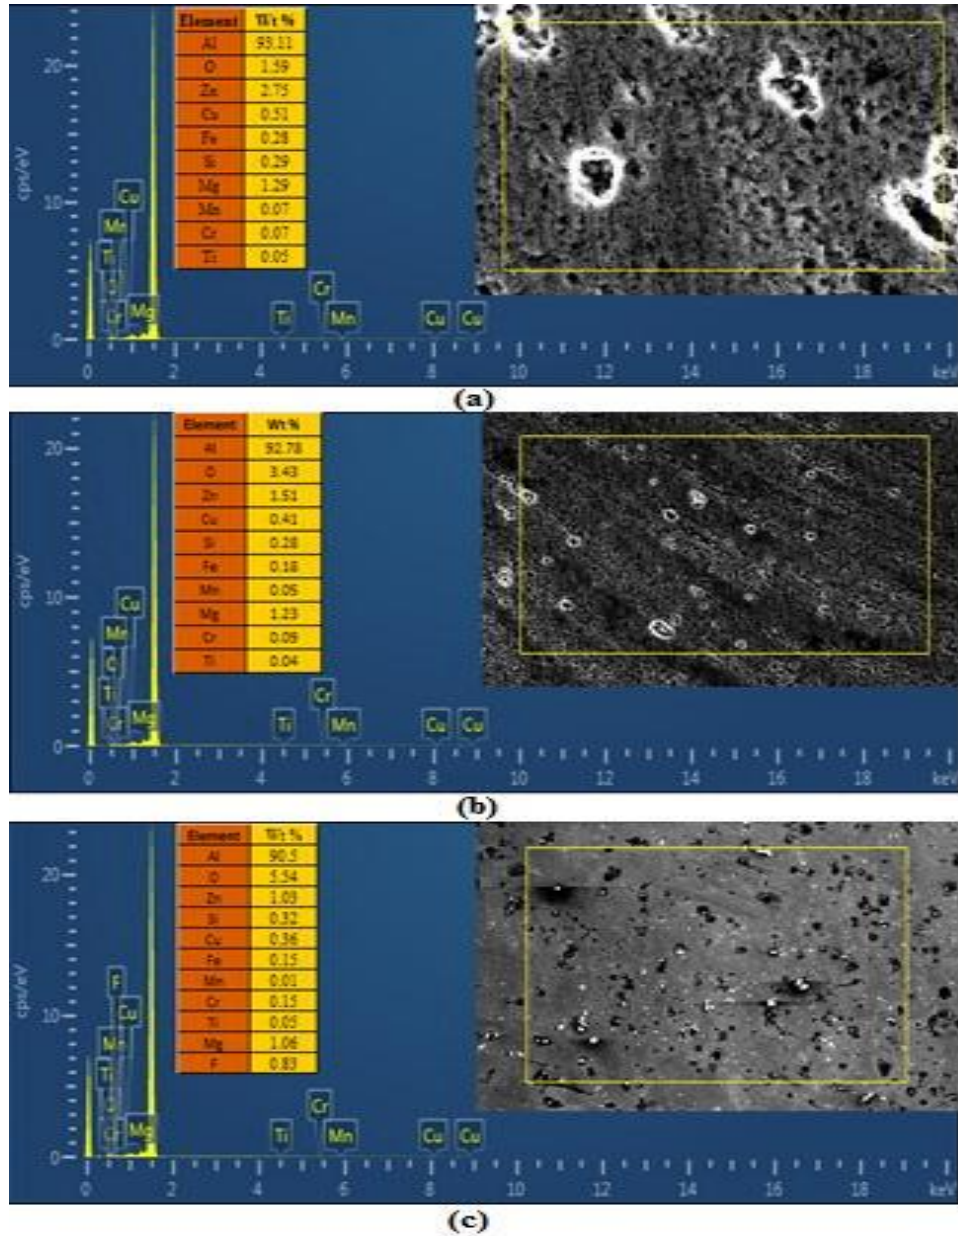 Element Wt %
Al 93.11
O 1.59
Zn 2.75
Cu 0.51
Fe 0.28
Si 0.29
Mg 1.29
Mn 0.07
Cr 0.07
Ti 0.05
cps/eV
20
10
0
Cu
Mn
Ti
Cr
Mg
Ti
Cr
Mn
Cu
Cu
0 2 4 6 8 10 12 14 16 18 keV
(a)
Element Wt %
Al 92.78
O 3.43
Zn 1.51
Cu 0.41
Si 0.28
Fe 0.18
Mn 0.05
Mg 1.23
Cr 0.09
Ti 0.04
cps/eV
20
10
0
Cu
Mn
Ti
Cr
Mg
Ti
Cr
Mn
Cu
Cu
0 2 4 6 8 10 12 14 16 18 keV
(b)
Element Wt %
Al 90.5
O 5.54
Zn 1.03
Si 0.32
Cu 0.36
Fe 0.15
Mn 0.01
Cr 0.15
Ti 0.05
Mg 1.06
F 0.83
cps/eV
20
10
0
F
Cu
Mn
Ti
Mg
Ti
Cr
Mn
Cu
Cu
0 2 4 6 8 10 12 14 16 18 keV
(c)